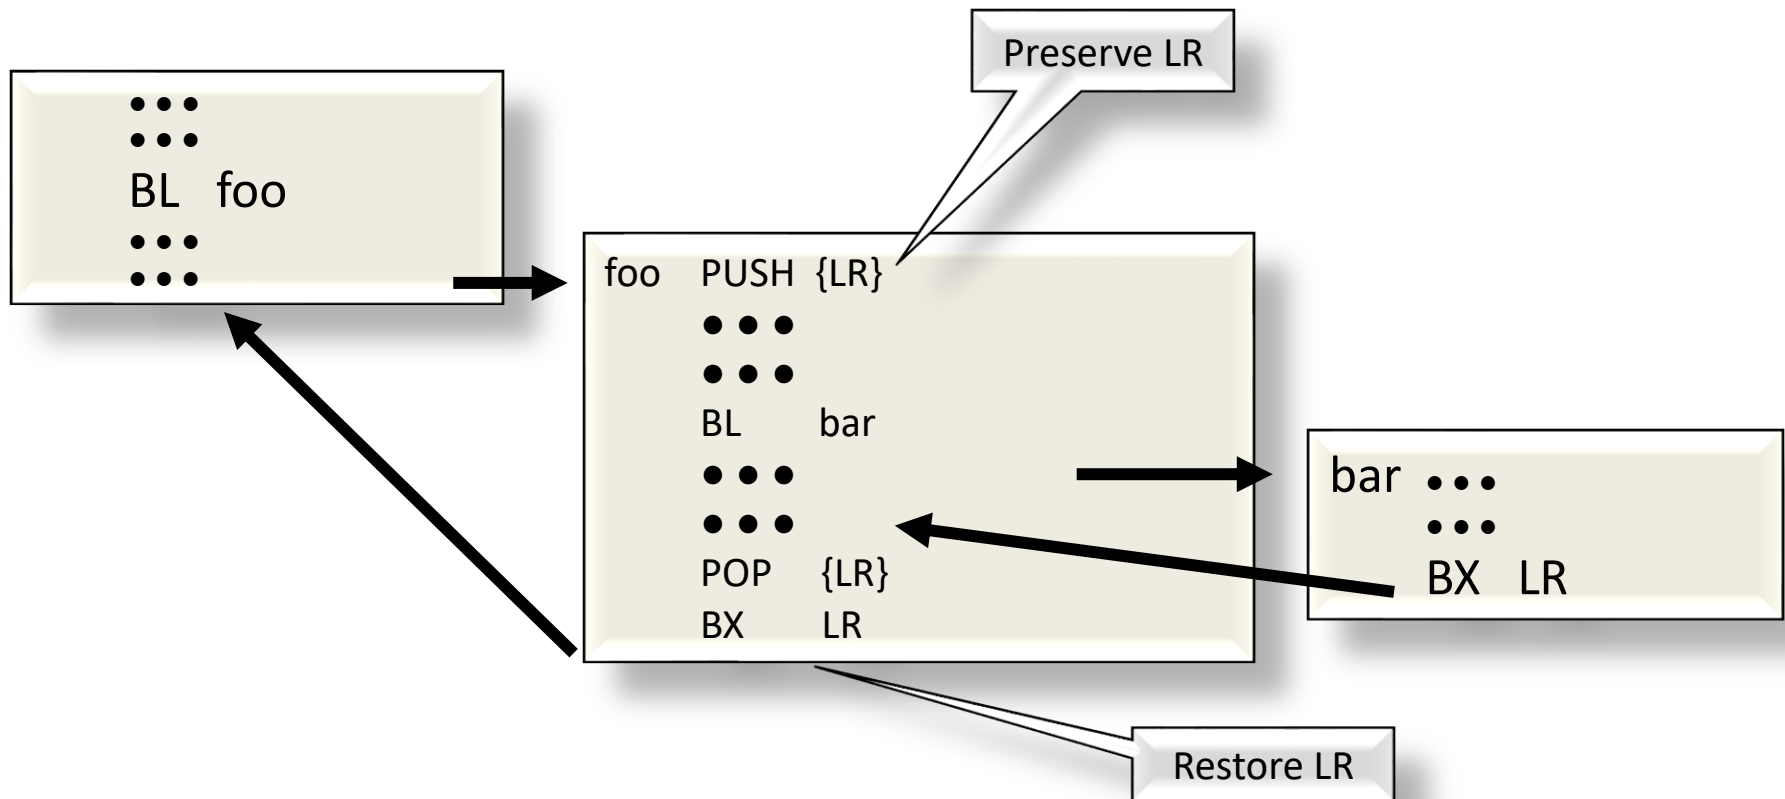 Preserve LR
•••
•••
BL foo
•••
•••
foo PUSH {LR}
•••
•••
BL bar
•••
•••
POP {LR}
BX LR
bar •••
•••
BX LR
Restore LR